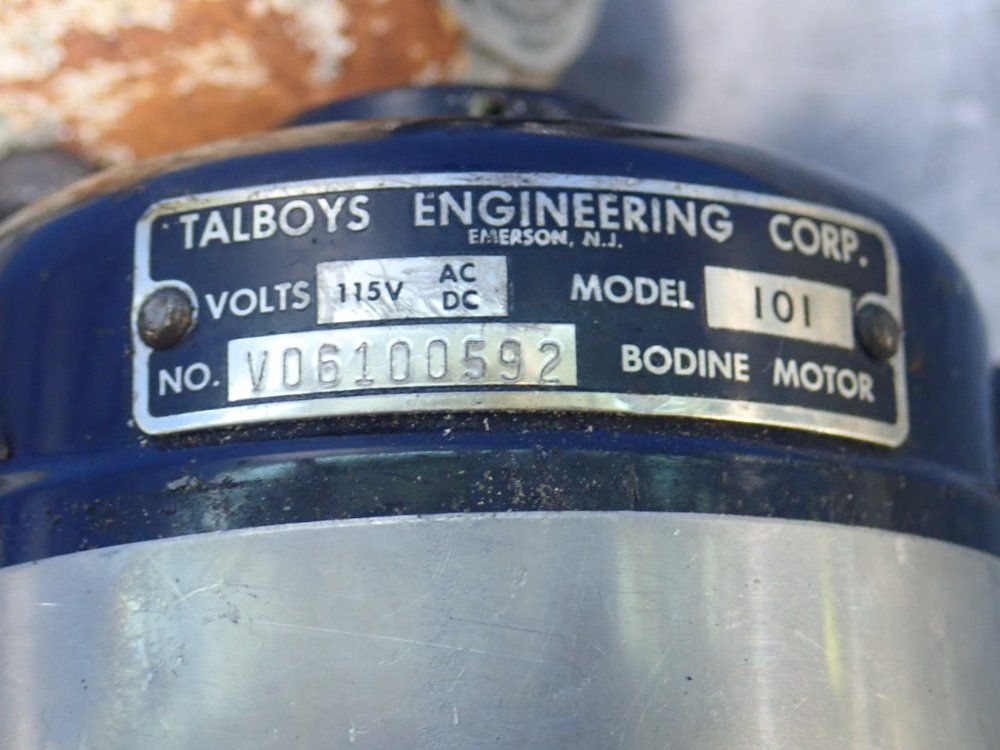 TALBOYS ENGINEERING CORP.
EMERSON, N.J.
VOLTS 115V AC DC MODEL 101
NO. V06100592 BODINE MOTOR